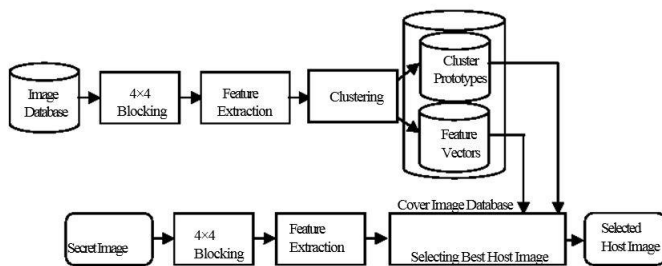 Cluster
Prototypes
Image
Database
4×4
Blocking
Feature
Extraction
Clustering
Feature
Vectors
Cover Image Database
Secret Image
4×4
Blocking
Feature
Extraction
Selecting Best Host Image
Selected
Host Image